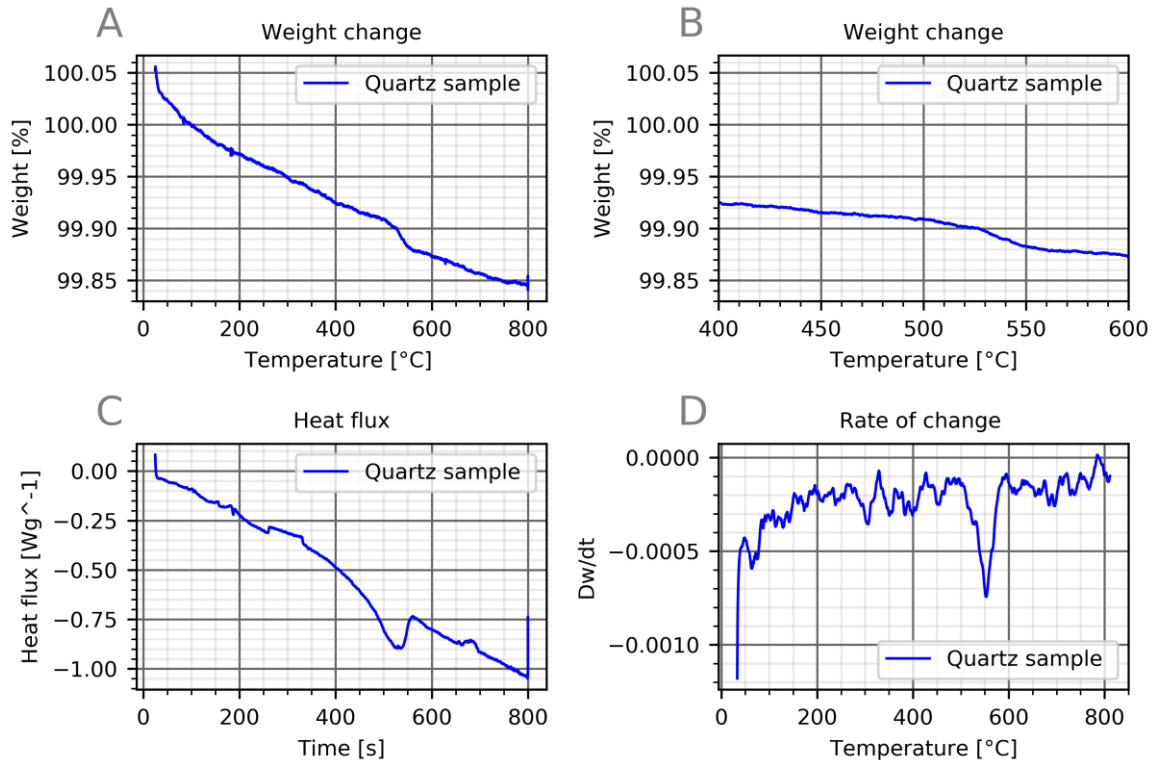 A
Weight change
Quartz sample
100.05
100.00
99.95
99.90
99.85
Weight [%]
0
200
400
600
800
Temperature [°C]
B
Weight change
Quartz sample
100.05
100.00
99.95
99.90
99.85
Weight [%]
400
450
500
550
600
Temperature [°C]
C
Heat flux
Quartz sample
0.00
−0.25
−0.50
−0.75
−1.00
Heat flux [Wg^-1]
0
200
400
600
800
Time [s]
D
Rate of change
0.0000
−0.0005
−0.0010
Dw/dt
Quartz sample
0
200
400
600
800
Temperature [°C]